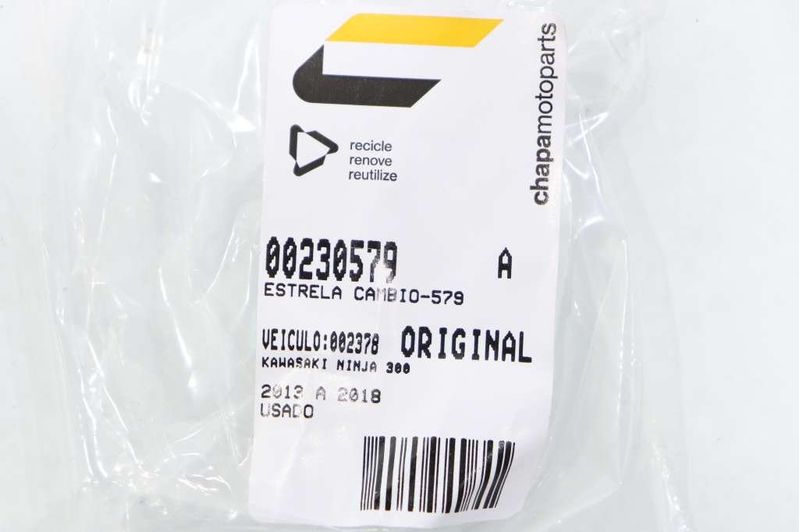 chapamotoparts
recicle
renove
reutilize
00230579 A
ESTRELA CAMBIO-579
VEICULO:002378 ORIGINAL
KAWASAKI NINJA 300
2013 A 2018
USADO